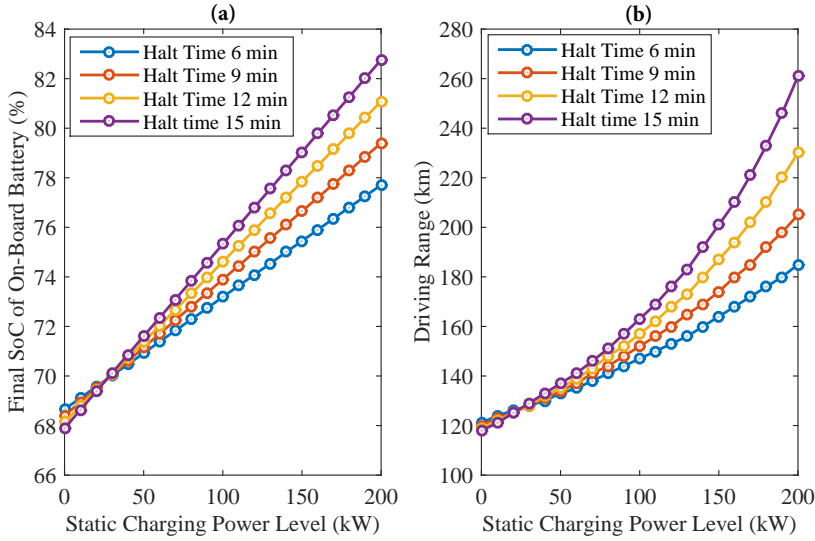 (a)
84
82
80
78
76
74
72
70
68
66
Final SoC of On-Board Battery (%)
Halt Time 6 min
Halt Time 9 min
Halt Time 12 min
Halt time 15 min
0
50
100
150
200
Static Charging Power Level (kW)
(b)
280
260
240
220
200
180
160
140
120
100
Driving Range (km)
Halt Time 6 min
Halt Time 9 min
Halt Time 12 min
Halt time 15 min
0
50
100
150
200
Static Charging Power Level (kW)